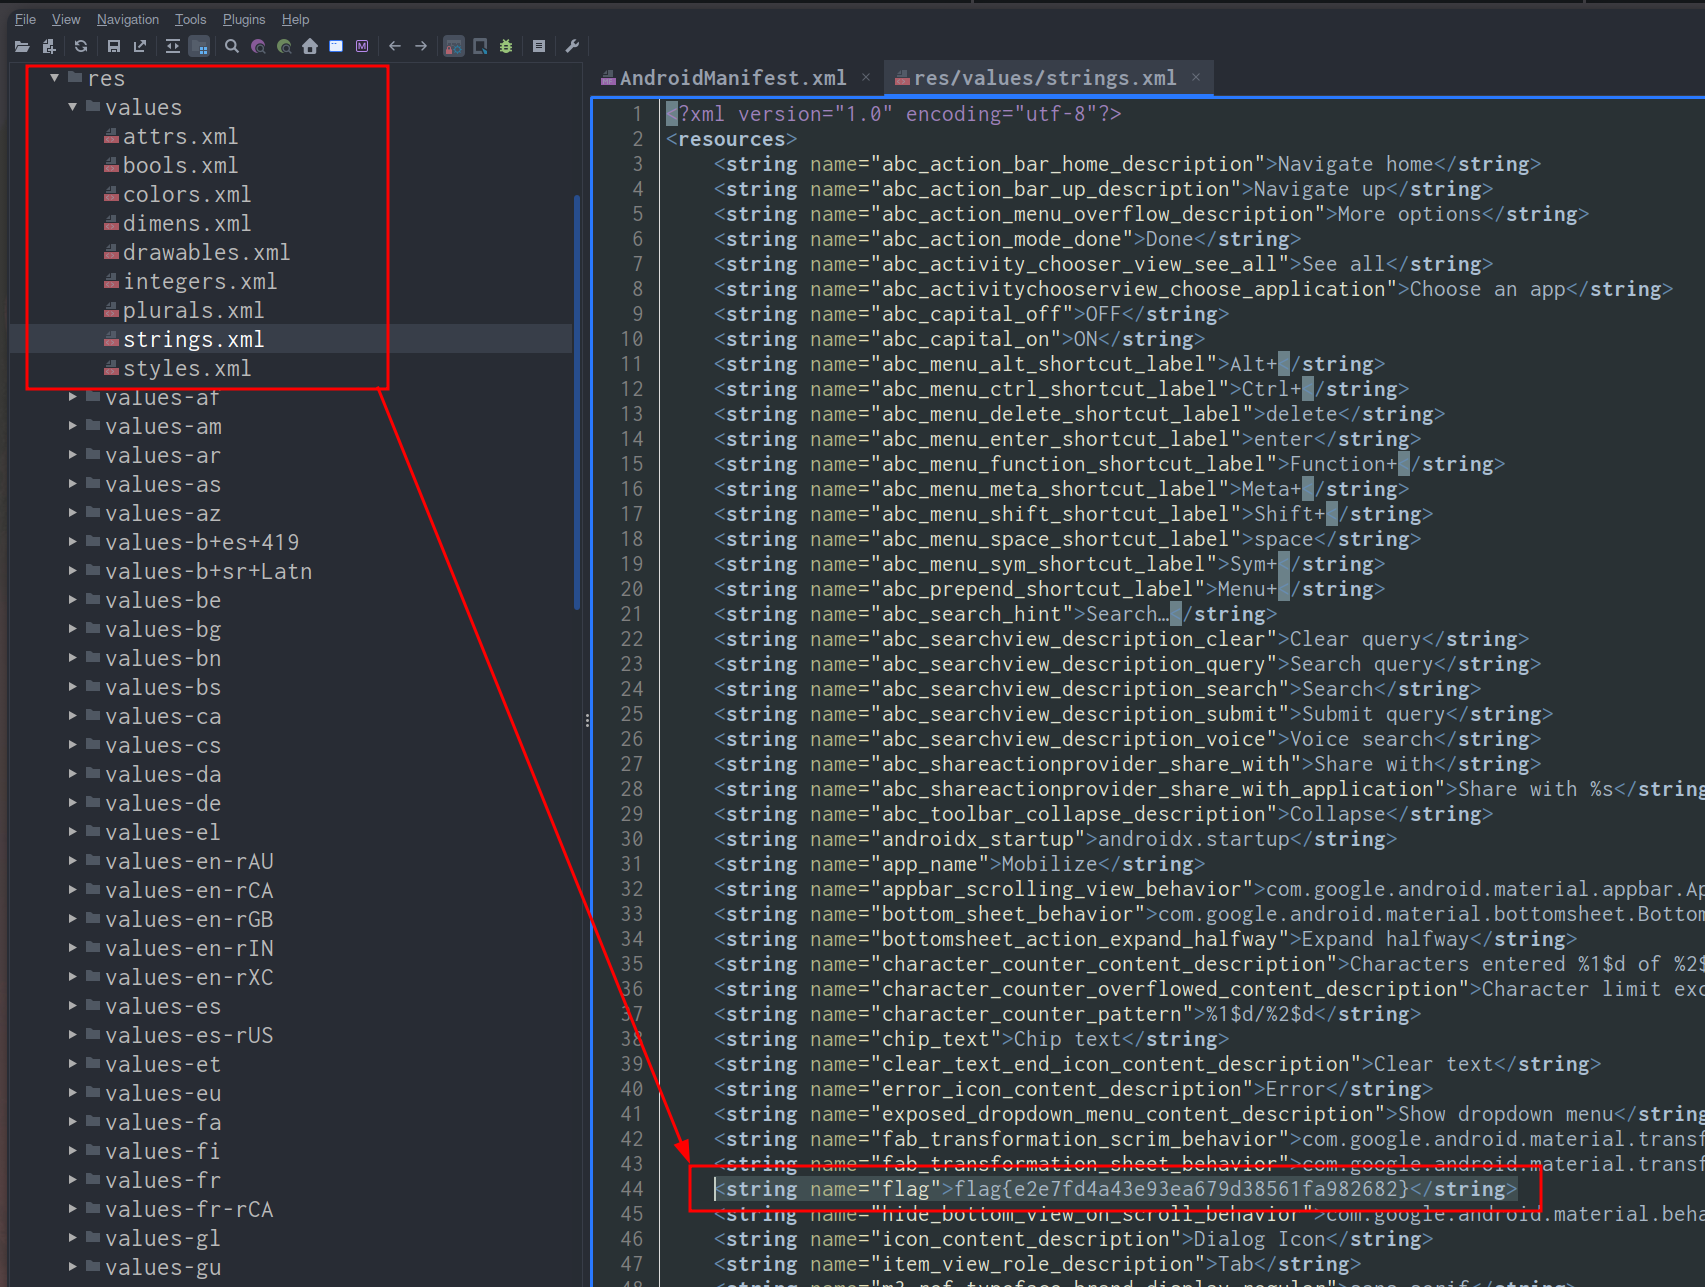 File View Navigation Tools Plugins Help
res
values
attrs.xml
bools.xml
colors.xml
dimens.xml
drawables.xml
integers.xml
plurals.xml
strings.xml
styles.xml
values-af
values-am
values-ar
values-as
values-az
values-b+es+419
values-b+sr+Latn
values-be
values-bg
values-bn
values-bs
values-ca
values-cs
values-da
values-de
values-el
values-en-rAU
values-en-rCA
values-en-rGB
values-en-rIN
values-en-rXC
values-es
values-es-rUS
values-et
values-eu
values-fa
values-fi
values-fr
values-fr-rCA
values-gl
values-gu
AndroidManifest.xml × res/values/strings.xml ×
1 <?xml version="1.0" encoding="utf-8"?>
2 <resources>
3 <string name="abc_action_bar_home_description">Navigate home</string>
4 <string name="abc_action_bar_up_description">Navigate up</string>
5 <string name="abc_action_menu_overflow_description">More options</string>
6 <string name="abc_action_mode_done">Done</string>
7 <string name="abc_activity_chooser_view_see_all">See all</string>
8 <string name="abc_activitychooserview_choose_application">Choose an app</string>
9 <string name="abc_capital_off">OFF</string>
10 <string name="abc_capital_on">ON</string>
11 <string name="abc_menu_alt_shortcut_label">Alt+</string>
12 <string name="abc_menu_ctrl_shortcut_label">Ctrl+</string>
13 <string name="abc_menu_delete_shortcut_label">delete</string>
14 <string name="abc_menu_enter_shortcut_label">enter</string>
15 <string name="abc_menu_function_shortcut_label">Function+</string>
16 <string name="abc_menu_meta_shortcut_label">Meta+</string>
17 <string name="abc_menu_shift_shortcut_label">Shift+</string>
18 <string name="abc_menu_space_shortcut_label">space</string>
19 <string name="abc_menu_sym_shortcut_label">Sym+</string>
20 <string name="abc_prepend_shortcut_label">Menu+</string>
21 <string name="abc_search_hint">Search…</string>
22 <string name="abc_searchview_description_clear">Clear query</string>
23 <string name="abc_searchview_description_query">Search query</string>
24 <string name="abc_searchview_description_search">Search</string>
25 <string name="abc_searchview_description_submit">Submit query</string>
26 <string name="abc_searchview_description_voice">Voice search</string>
27 <string name="abc_shareactionprovider_share_with">Share with</string>
28 <string name="abc_shareactionprovider_share_with_application">Share with %s</string
29 <string name="abc_toolbar_collapse_description">Collapse</string>
30 <string name="androidx_startup">androidx.startup</string>
31 <string name="app_name">Mobilize</string>
32 <string name="appbar_scrolling_view_behavior">com.google.android.material.appbar.Ap
33 <string name="bottom_sheet_behavior">com.google.android.material.bottomsheet.Bottom
34 <string name="bottomsheet_action_expand_halfway">Expand halfway</string>
35 <string name="character_counter_content_description">Characters entered %1$d of %2$
36 <string name="character_counter_overflowed_content_description">Character limit exc
37 <string name="character_counter_pattern">%1$d/%2$d</string>
38 <string name="chip_text">Chip text</string>
39 <string name="clear_text_end_icon_content_description">Clear text</string>
40 <string name="error_icon_content_description">Error</string>
41 <string name="exposed_dropdown_menu_content_description">Show dropdown menu</string
42 <string name="fab_transformation_scrim_behavior">com.google.android.material.transf
43 <string name="fab_transformation_sheet_behavior">com.google.android.material.transf
44 <string name="flag">flag{e2e7fd4a43e93ea679d38561fa982682}</string>
45 <string name="hide_bottom_view_on_scroll_behavior">com.google.android.material.beha
46 <string name="icon_content_description">Dialog Icon</string>
47 <string name="item_view_role_description">Tab</string>